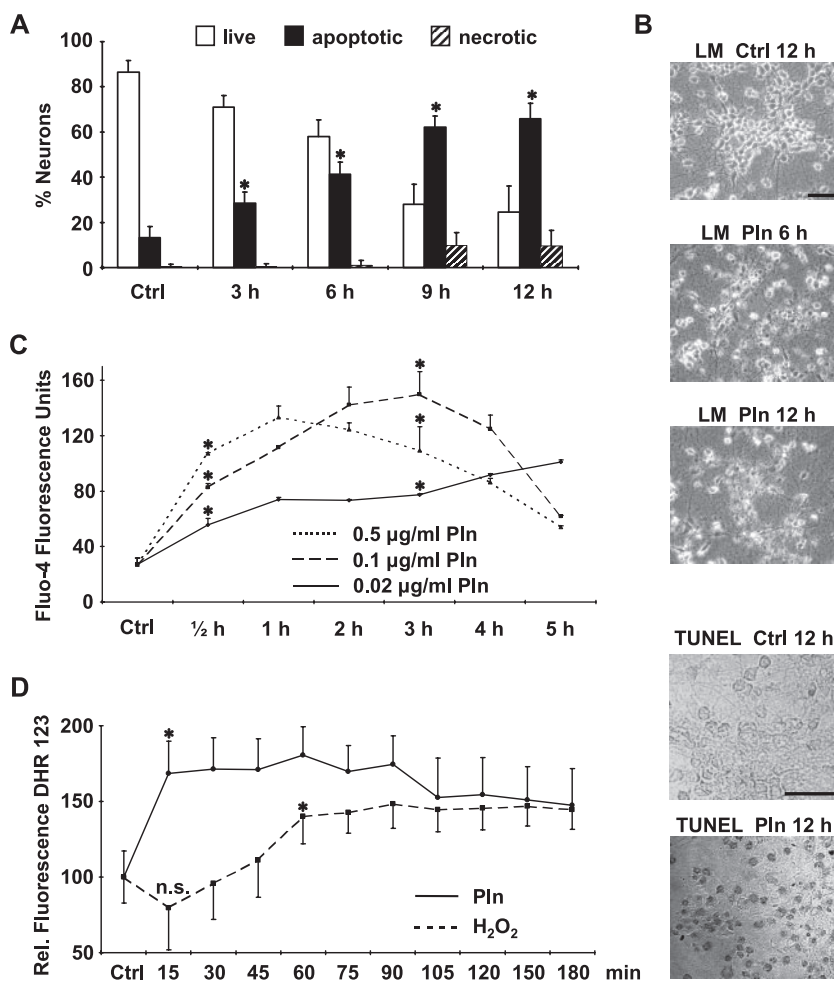 A
live apoptotic necrotic
% Neurons
100
80
60
40
20
0
* * * *
Ctrl 3 h 6 h 9 h 12 h
B
LM Ctrl 12 h
LM Pln 6 h
LM Pln 12 h
TUNEL Ctrl 12 h
TUNEL Pln 12 h
C
Fluo-4 Fluorescence Units
160
120
80
40
0
* * *
* * *
0.5 µg/ml Pln
0.1 µg/ml Pln
0.02 µg/ml Pln
Ctrl ½ h 1 h 2 h 3 h 4 h 5 h
D
Rel. Fluorescence DHR 123
200
150
100
50
*
n.s.
*
Pln
H₂O₂
Ctrl 15 30 45 60 75 90 105 120 150 180 min